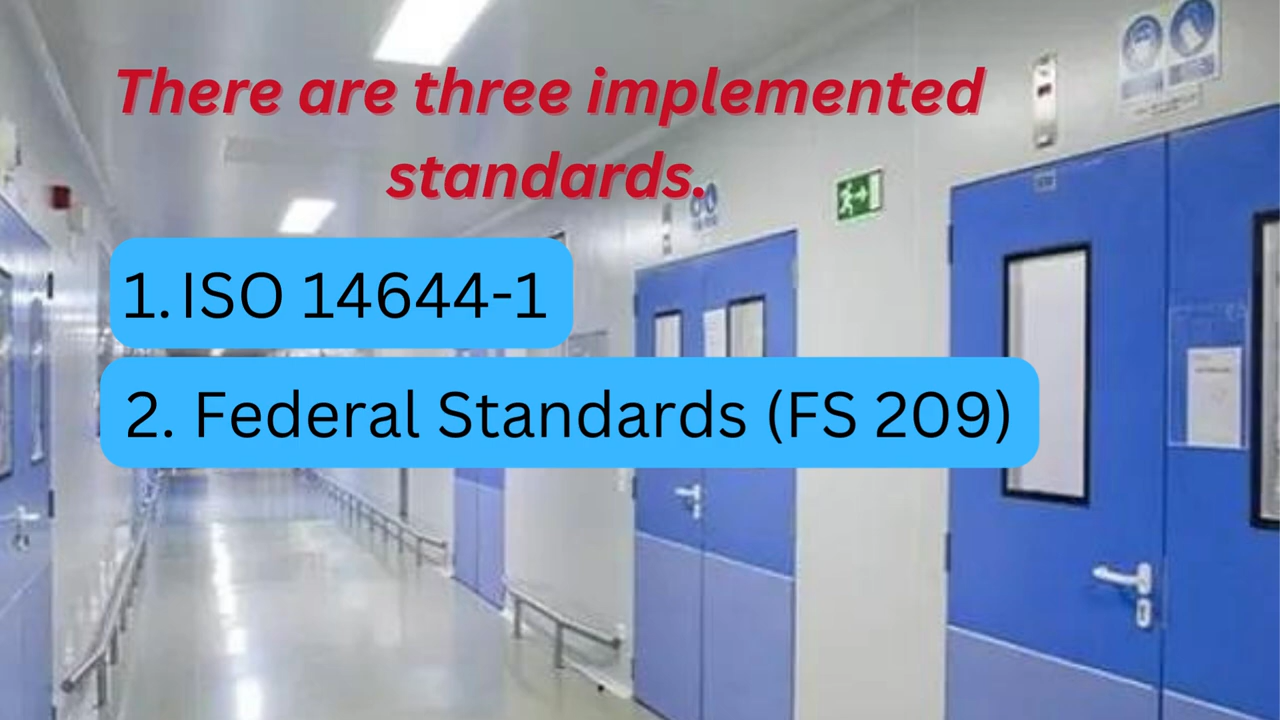 There are three implemented
standards.
1. ISO 14644-1
2. Federal Standards (FS 209)